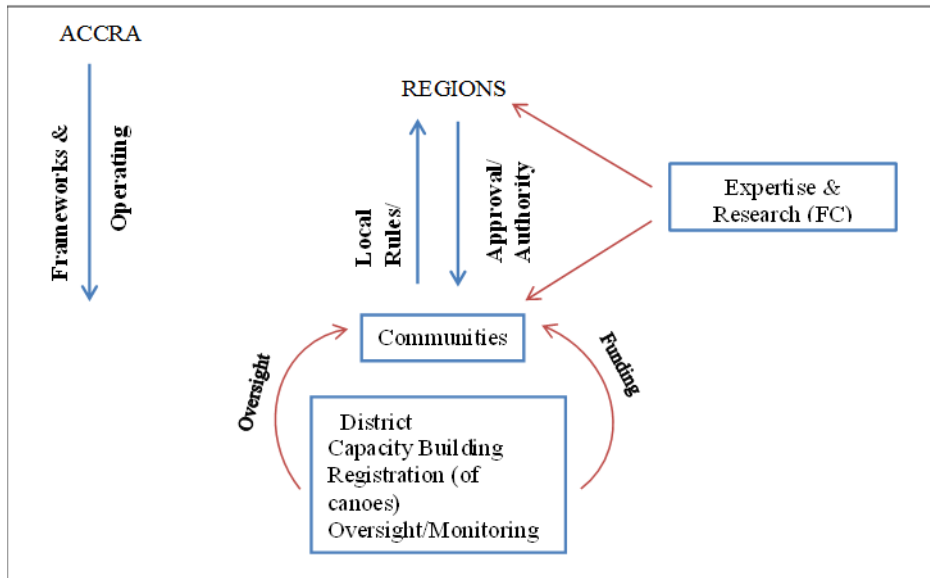 ACCRA
Frameworks &
Operating
REGIONS
Local
Rules/
Approval/
Authority
Expertise &
Research (FC)
Communities
Oversight
Funding
District
Capacity Building
Registration (of
canoes)
Oversight/Monitoring